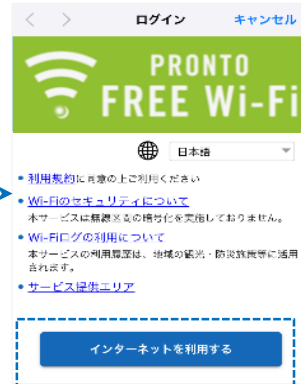 ログイン
キャンセル
PRONTO
FREE Wi-Fi
日本語
利用規約に同意の上ご利用ください
Wi-Fiのセキュリティについて
本サービスは無線区間の暗号化を実施しておりません。
Wi-Fiログの利用について
本サービスの利用履歴は、地域の観光・防災施策等に活用
されます。
サービス提供エリア
インターネットを利用する